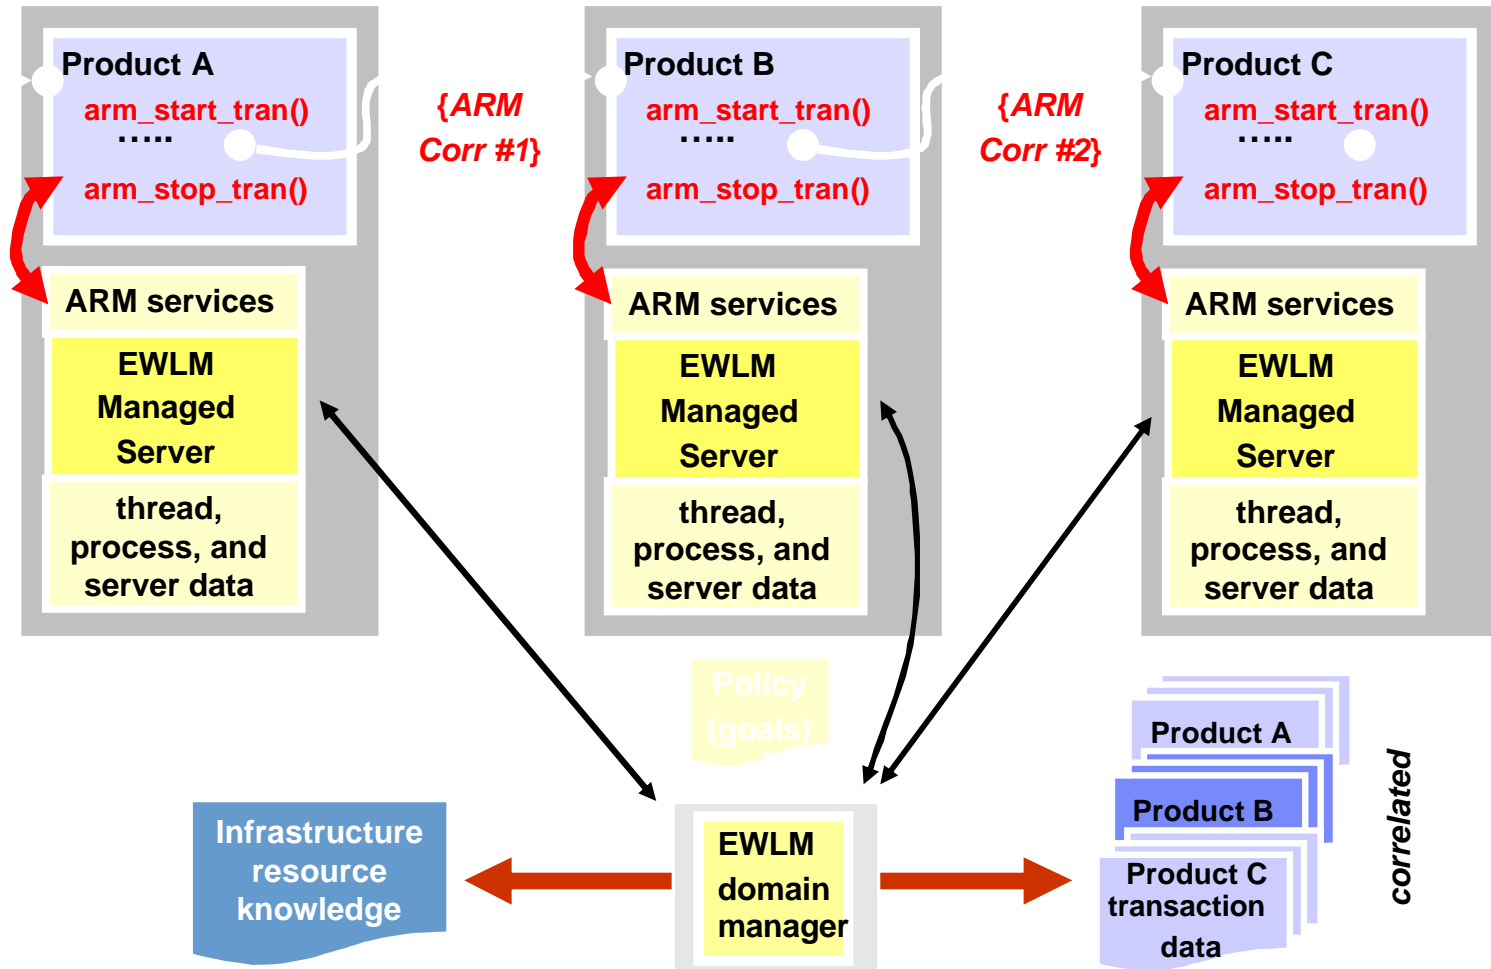 Product A
arm_start_tran()
…..
arm_stop_tran()
ARM services
EWLM
Managed
Server
thread,
process, and
server data
{ARM
Corr #1}
Product B
arm_start_tran()
…..
arm_stop_tran()
ARM services
EWLM
Managed
Server
thread,
process, and
server data
{ARM
Corr #2}
Product C
arm_start_tran()
…..
arm_stop_tran()
ARM services
EWLM
Managed
Server
thread,
process, and
server data
Policy
(goals)
Infrastructure
resource
knowledge
EWLM
domain
manager
Product A
Product B
Product C
transaction
data
correlated